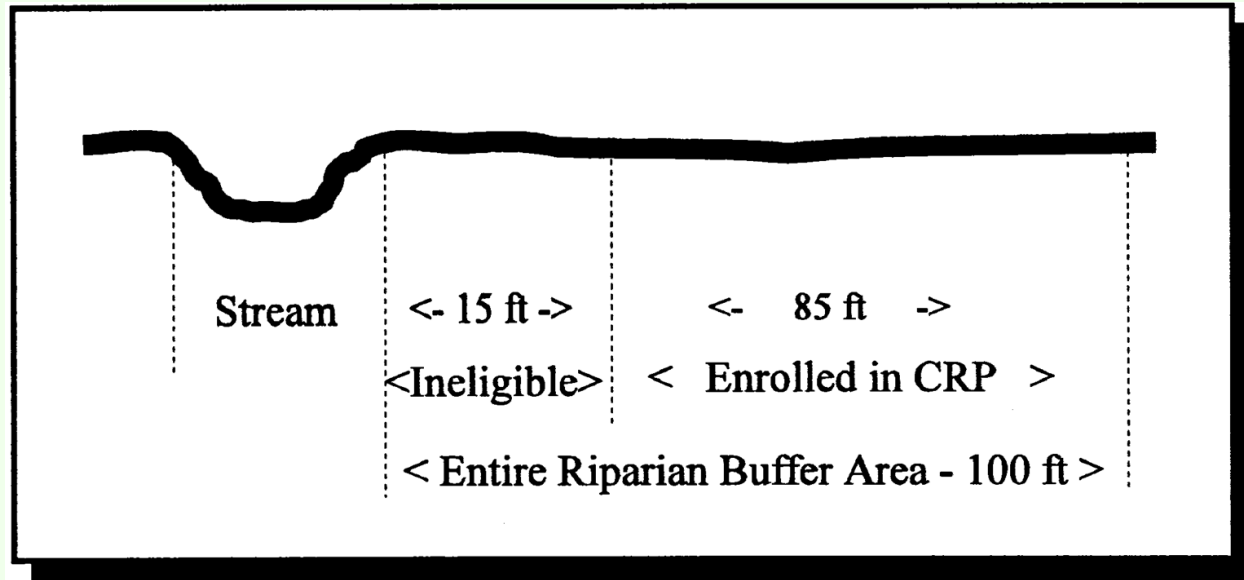 Stream <- 15 ft -> <- 85 ft ->
<Ineligible> < Enrolled in CRP >
< Entire Riparian Buffer Area - 100 ft >